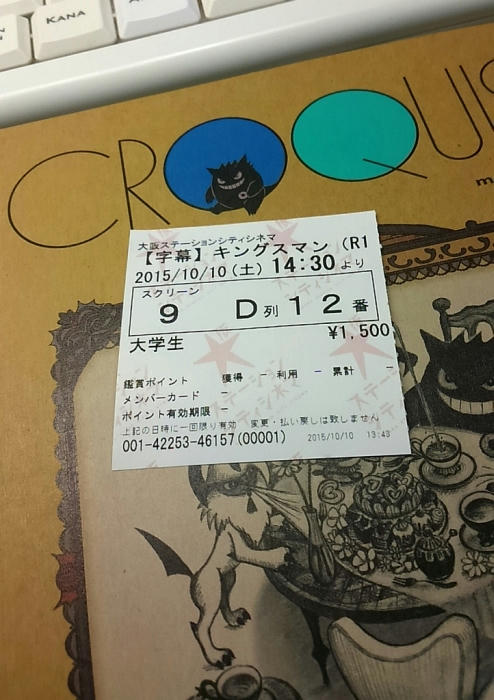 KANA
CROQUIS
m
大阪ステーションシティシネマ
【字幕】キングスマン (R1
2015/10/10(土) 14:30より
スクリーン
9 D列12番
大学生 ¥1,500
鑑賞ポイント 獲得 - 利用 - 累計 -
メンバーカード -
ポイント有効期限 -
上記の日時に一回限り有効 変更・払い戻しは致しません
001-42253-46157(00001) 2015/10/10 13:43